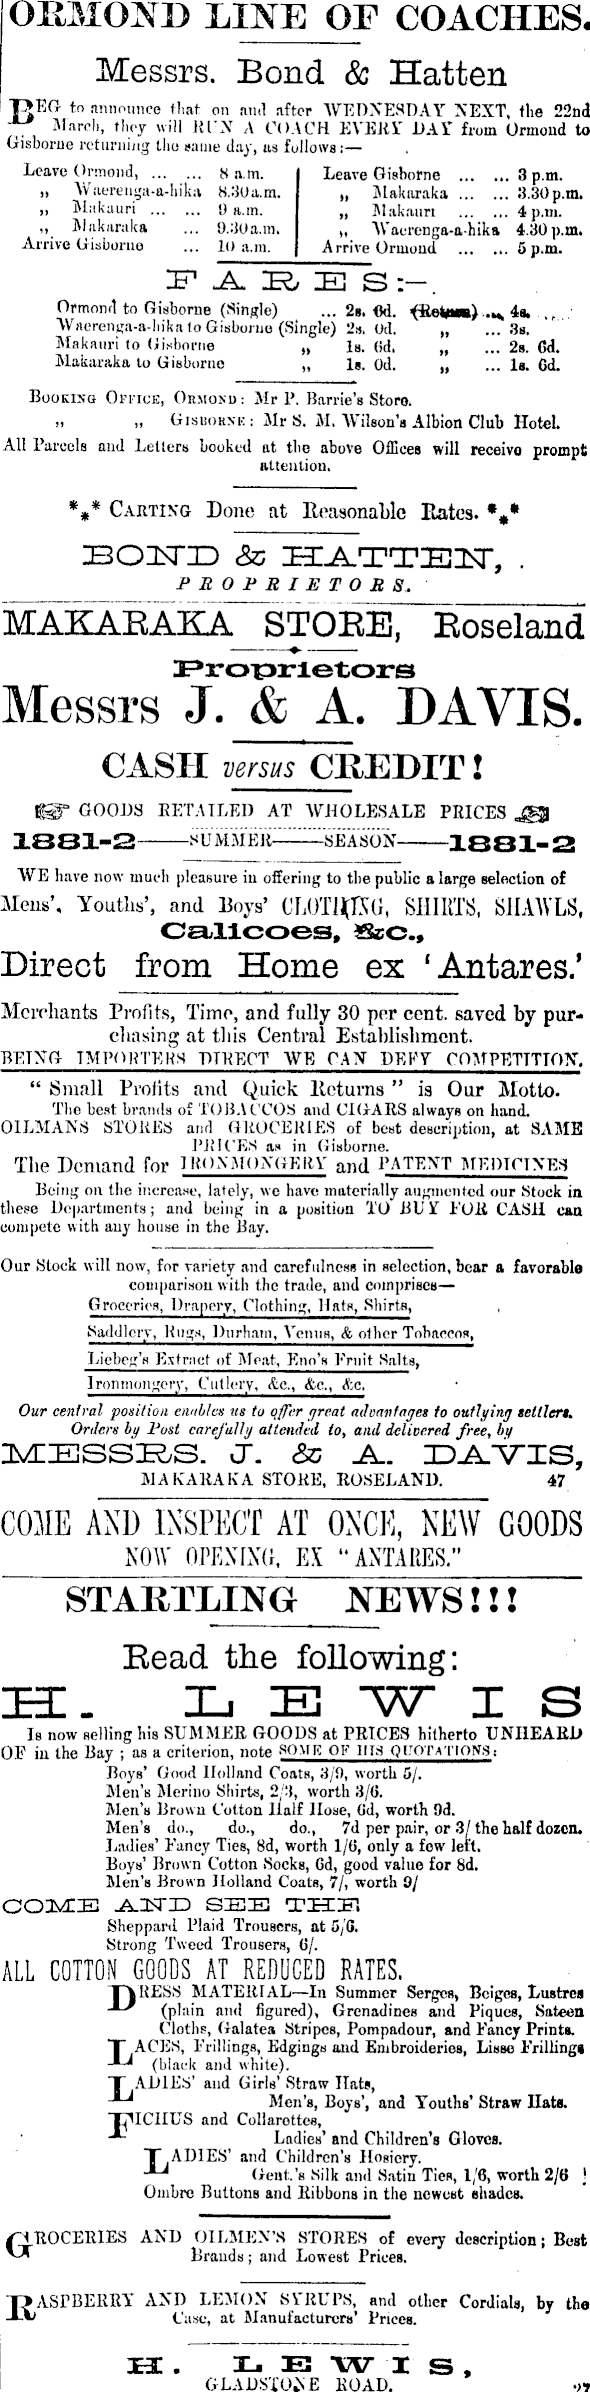 ORMOND LINE OF COACHES.
Messrs. Bond & Hatten
BEG to announce that on and after WEDNESDAY NEXT, the 22nd
March, they will RUN A COACH EVERY DAY from Ormond to
Gisborne returning the same day, as follows:—
Leave Ormond, ... ... 8 a.m.
„ Waerenga-a-hika 8.30a.m.
„ Makauri ... ... 9 a.m.
„ Makaraka ... 9.30a.m.
Arrive Gisborne ... 10 a.m.
Leave Gisborne ... ... 3 p.m.
„ Makaraka ... ... 3.30 p.m.
„ Makauri ... ... 4 p.m.
„ Waerenga-a-hika 4.30 p.m.
Arrive Ormond ... ... 5 p.m.
FARES:—
Ormond to Gisborne (Single) ... 2s. 6d. (Return) ... 4s.
Waerenga-a-hika to Gisborne (Single) 2s. 0d. „ ... 3s.
Makauri to Gisborne „ 1s. 6d. „ ... 2s. 6d.
Makaraka to Gisborne „ 1s. 0d. „ ... 1s. 6d.
BOOKING OFFICE, ORMOND: Mr P. Barrie's Store.
„ „ GISBORNE: Mr S. M. Wilson's Albion Club Hotel.
All Parcels and Letters booked at the above Offices will receive prompt
attention.
*** CARTING Done at Reasonable Rates. ***
BOND & HATTEN,
PROPRIETORS.
MAKARAKA STORE, Roseland
Proprietors
Messrs J. & A. DAVIS.
CASH versus CREDIT!
☞ GOODS RETAILED AT WHOLESALE PRICES ☜
1881-2——SUMMER——SEASON——1881-2
WE have now much pleasure in offering to the public a large selection of
Mens', Youths', and Boys' CLOTHING, SHIRTS, SHAWLS,
Calicoes, &c.,
Direct from Home ex 'Antares.'
Merchants Profits, Time, and fully 30 per cent. saved by pur-
chasing at this Central Establishment.
BEING IMPORTERS DIRECT WE CAN DEFY COMPETITION.
"Small Profits and Quick Returns" is Our Motto.
The best brands of TOBACCOS and CIGARS always on hand.
OILMANS STORES and GROCERIES of best description, at SAME
PRICES as in Gisborne.
The Demand for IRONMONGERY and PATENT MEDICINES
Being on the increase, lately, we have materially augmented our Stock in
these Departments; and being in a position TO BUY FOR CASH can
compete with any house in the Bay.
Our Stock will now, for variety and carefulness in selection, bear a favorable
comparison with the trade, and comprises—
Groceries, Drapery, Clothing, Hats, Shirts,
Saddlery, Rugs, Durham, Venus, & other Tobaccos,
Liebeg's Extract of Meat, Eno's Fruit Salts,
Ironmongery, Cutlery, &c., &c., &c.
Our central position enables us to offer great advantages to outlying settlers.
Orders by Post carefully attended to, and delivered free, by
MESSRS. J. & A. DAVIS,
MAKARAKA STORE, ROSELAND. 47
COME AND INSPECT AT ONCE, NEW GOODS
NOW OPENING, EX "ANTARES."
STARTLING NEWS!!!
Read the following:
H. LEWIS
Is now selling his SUMMER GOODS at PRICES hitherto UNHEARD
OF in the Bay; as a criterion, note SOME OF HIS QUOTATIONS:
Boys' Good Holland Coats, 3/9, worth 5/.
Men's Merino Shirts, 2/3, worth 3/6.
Men's Brown Cotton Half Hose, 6d, worth 9d.
Men's do., do., do., 7d per pair, or 3/ the half dozen.
Ladies' Fancy Ties, 8d, worth 1/6, only a few left.
Boys' Brown Cotton Socks, 6d, good value for 8d.
Men's Brown Holland Coats, 7/, worth 9/
COME AND SEE THE
Sheppard Plaid Trousers, at 5/6.
Strong Tweed Trousers, 6/.
ALL COTTON GOODS AT REDUCED RATES.
DRESS MATERIAL—In Summer Serges, Beiges, Lustres
(plain and figured), Grenadines and Piques, Sateen
Cloths, Galatea Stripes, Pompadour, and Fancy Prints.
LACES, Frillings, Edgings and Embroideries, Lisse Frillings
(black and white).
LADIES' and Girls' Straw Hats,
Men's, Boys', and Youths' Straw Hats.
FICHUS and Collarettes,
Ladies' and Children's Gloves.
LADIES' and Children's Hosiery.
Gent.'s Silk and Satin Ties, 1/6, worth 2/6 !
Ombre Buttons and Ribbons in the newest shades.
GROCERIES AND OILMEN'S STORES of every description; Best
Brands; and Lowest Prices.
RASPBERRY AND LEMON SYRUPS, and other Cordials, by the
Case, at Manufacturers' Prices.
H. LEWIS,
GLADSTONE ROAD. 27